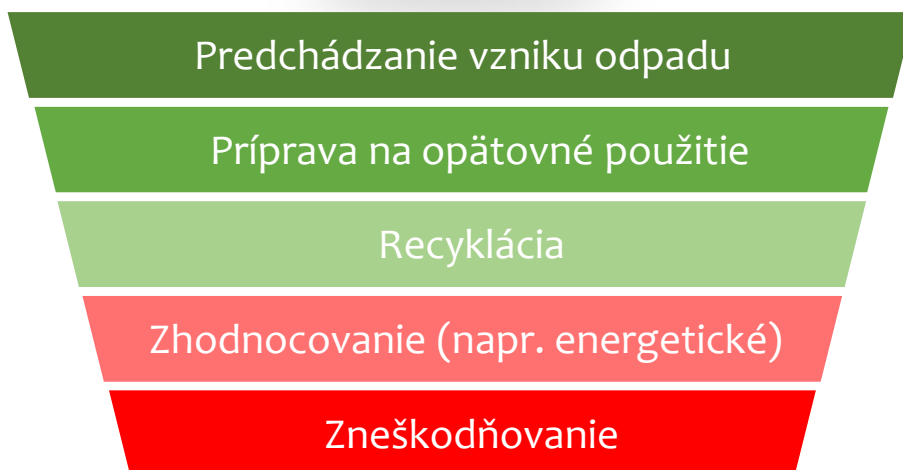 Predchádzanie vzniku odpadu
Príprava na opätovné použitie
Recyklácia
Zhodnocovanie (napr. energetické)
Zneškodňovanie